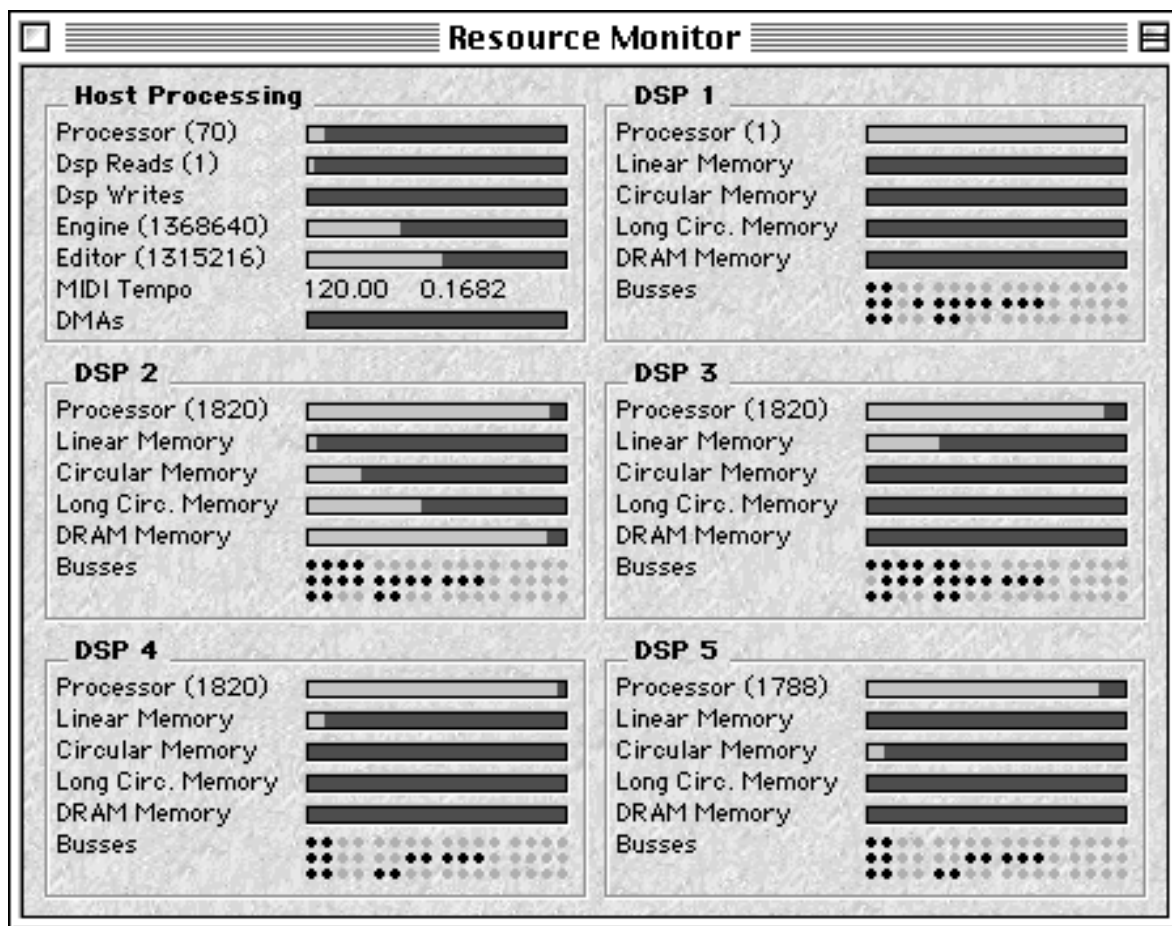 Resource Monitor
Host Processing
Processor (70)
Dsp Reads (1)
Dsp Writes
Engine (1368640)
Editor (1315216)
MIDI Tempo 120.00 0.1682
DMAs
DSP 1
Processor (1)
Linear Memory
Circular Memory
Long Circ. Memory
DRAM Memory
Busses
DSP 2
Processor (1820)
Linear Memory
Circular Memory
Long Circ. Memory
DRAM Memory
Busses
DSP 3
Processor (1820)
Linear Memory
Circular Memory
Long Circ. Memory
DRAM Memory
Busses
DSP 4
Processor (1820)
Linear Memory
Circular Memory
Long Circ. Memory
DRAM Memory
Busses
DSP 5
Processor (1788)
Linear Memory
Circular Memory
Long Circ. Memory
DRAM Memory
Busses